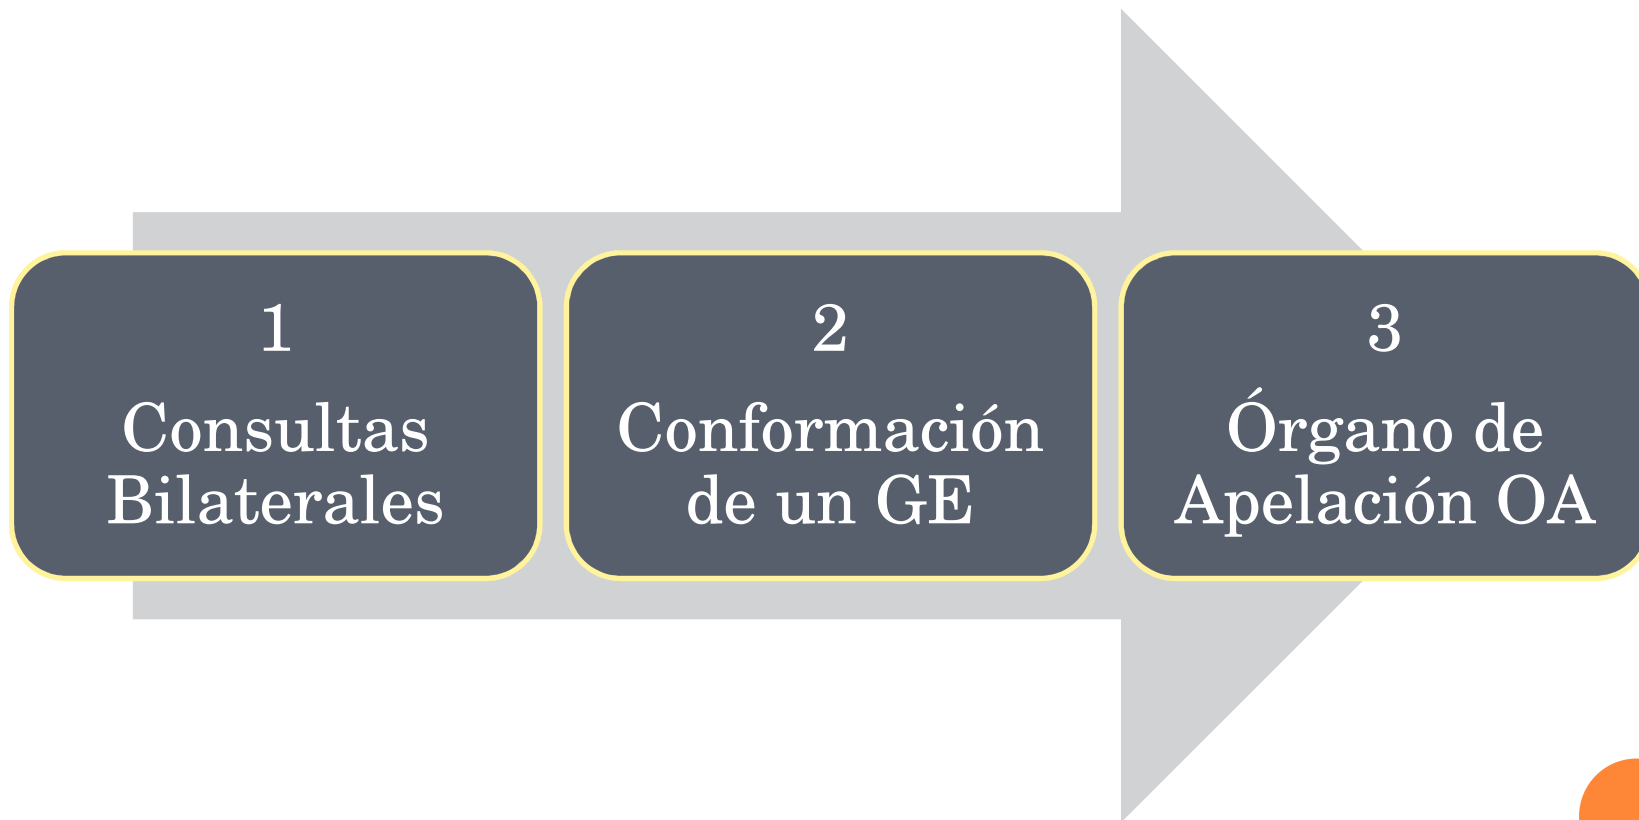 1
Consultas
Bilaterales
2
Conformación
de un GE
3
Órgano de
Apelación OA